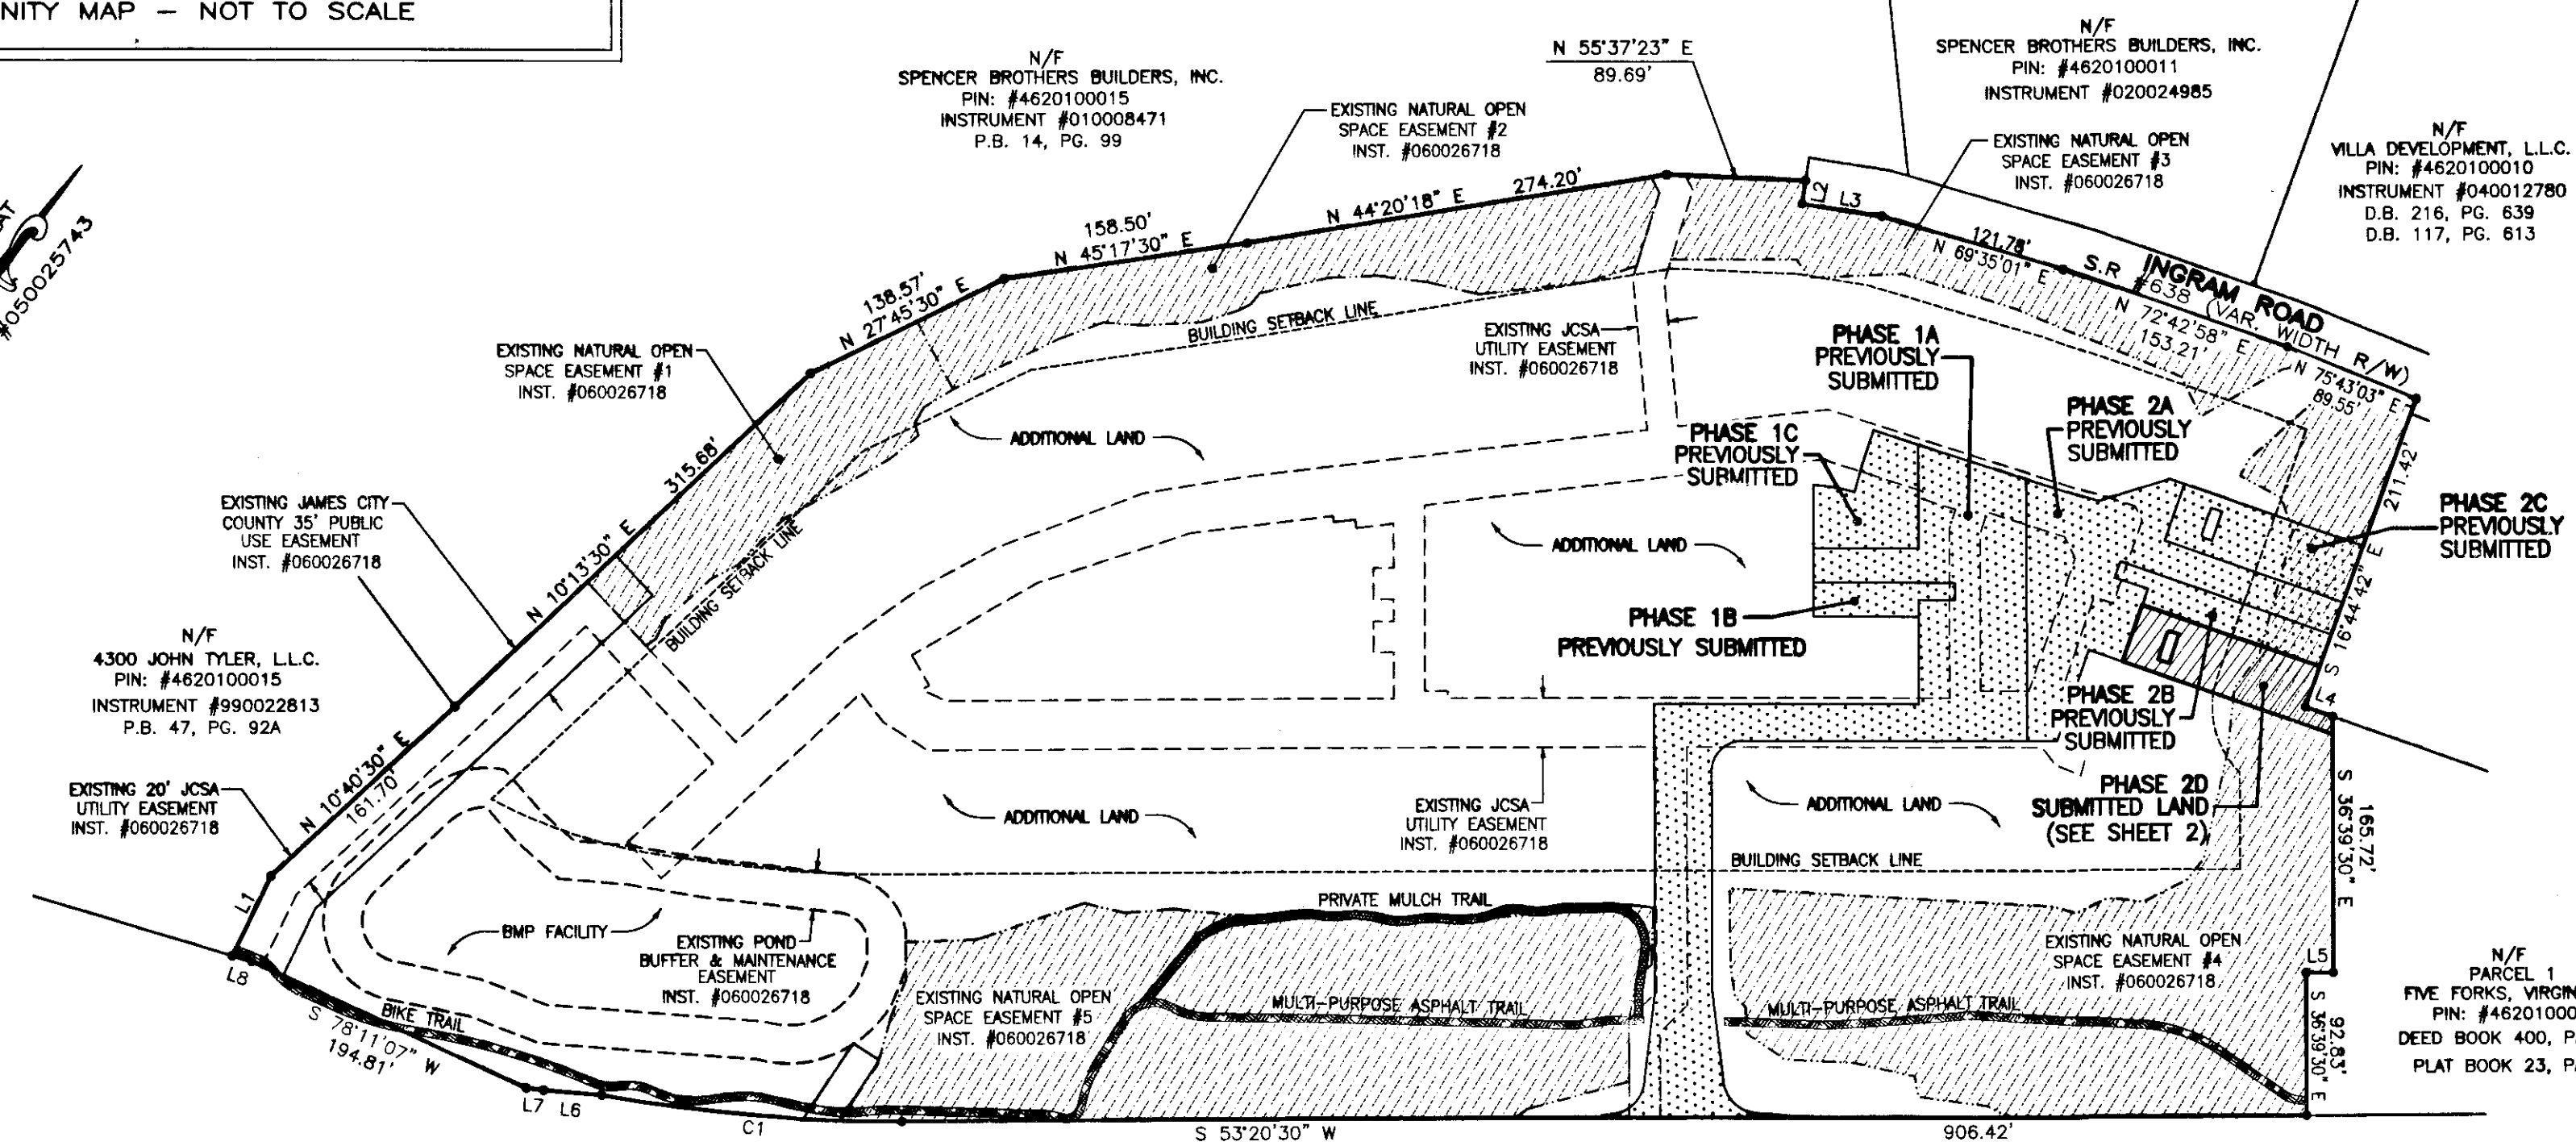 NITY MAP – NOT TO SCALE
#050025743
N/F
SPENCER BROTHERS BUILDERS, INC.
PIN: #4620100015
INSTRUMENT #010008471
P.B. 14, PG. 99
EXISTING NATURAL OPEN
SPACE EASEMENT #2
INST. #060026718
N 55°37'23" E
89.69'
N/F
SPENCER BROTHERS BUILDERS, INC.
PIN: #4620100011
INSTRUMENT #020024985
EXISTING NATURAL OPEN
SPACE EASEMENT #3
INST. #060026718
N/F
VILLA DEVELOPMENT, L.L.C.
PIN: #4620100010
INSTRUMENT #040012780
D.B. 216, PG. 639
D.B. 117, PG. 613
138.57'
N 27°45'30" E
158.50'
N 45°17'30" E
N 44°20'18" E 274.20'
L2
L3
121.78'
N 69°35'01" E
S.R #638 (VAR. WIDTH R/W)
INGRAM ROAD
N 72°42'58" E
153.21'
N 75°43'03" E
89.55'
EXISTING NATURAL OPEN
SPACE EASEMENT #1
INST. #060026718
BUILDING SETBACK LINE
EXISTING JCSA
UTILITY EASEMENT
INST. #060026718
PHASE 1A
PREVIOUSLY
SUBMITTED
PHASE 1C
PREVIOUSLY
SUBMITTED
PHASE 2A
PREVIOUSLY
SUBMITTED
PHASE 2C
PREVIOUSLY
SUBMITTED
211.42'
S 16°44'42" E
ADDITIONAL LAND
ADDITIONAL LAND
EXISTING JAMES CITY
COUNTY 35' PUBLIC
USE EASEMENT
INST. #060026718
315.68'
N 10°13'30" E
BUILDING SETBACK LINE
PHASE 1B
PREVIOUSLY SUBMITTED
N/F
4300 JOHN TYLER, L.L.C.
PIN: #4620100015
INSTRUMENT #990022813
P.B. 47, PG. 92A
N 10°40'30" E
161.70'
EXISTING 20' JCSA
UTILITY EASEMENT
INST. #060026718
L4
PHASE 2B
PREVIOUSLY
SUBMITTED
PHASE 2D
SUBMITTED LAND
(SEE SHEET 2)
ADDITIONAL LAND
EXISTING JCSA
UTILITY EASEMENT
INST. #060026718
ADDITIONAL LAND
BUILDING SETBACK LINE
165.72'
S 36°39'30" E
L1
L8
BMP FACILITY
EXISTING POND
BUFFER & MAINTENANCE
EASEMENT
INST. #060026718
PRIVATE MULCH TRAIL
EXISTING NATURAL OPEN
SPACE EASEMENT #5
INST. #060026718
MULTI-PURPOSE ASPHALT TRAIL
MULTI-PURPOSE ASPHALT TRAIL
EXISTING NATURAL OPEN
SPACE EASEMENT #4
INST. #060026718
L5
92.83'
S 36°39'30" E
N/F
PARCEL 1
FIVE FORKS, VIRGIN
PIN: #46201000
DEED BOOK 400, P
PLAT BOOK 23, P
BIKE TRAIL
S 78°11'07" W
194.81'
L7
L6
C1
S 53°20'30" W
906.42'